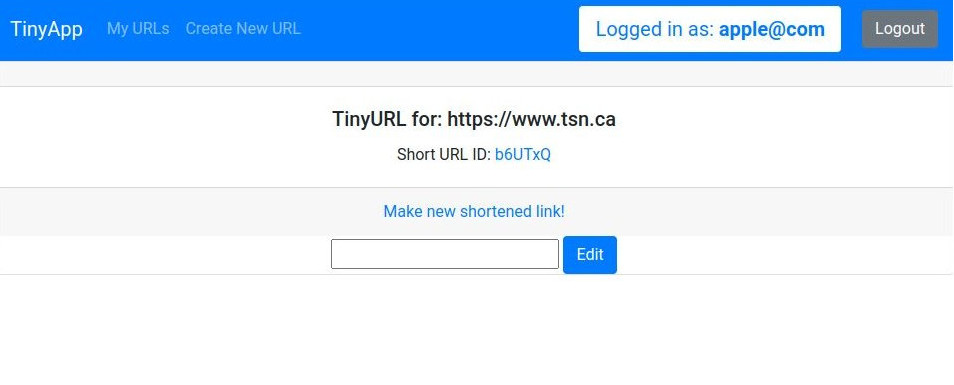 TinyApp My URLs Create New URL Logged in as: apple@com Logout
TinyURL for: https://www.tsn.ca
Short URL ID: b6UTxQ
Make new shortened link!
Edit